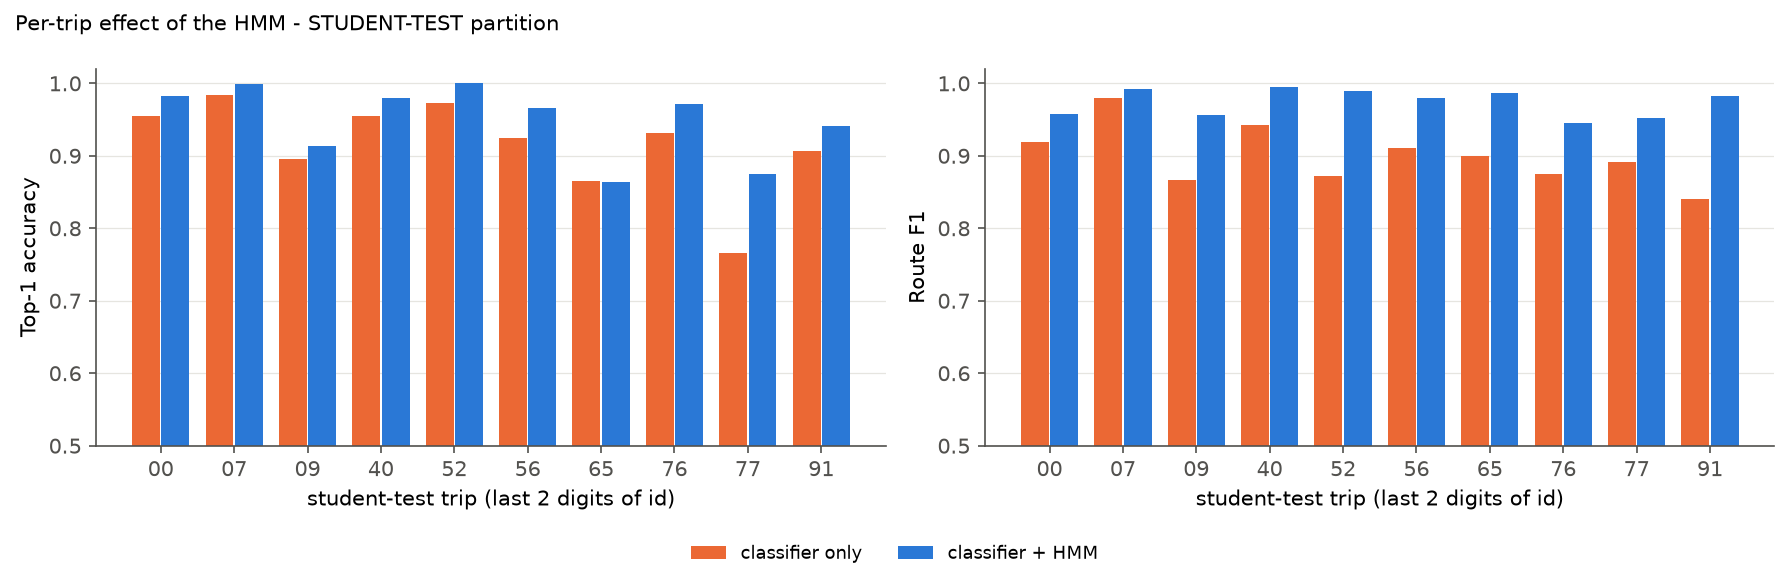 Per-trip effect of the HMM - STUDENT-TEST partition
Top-1 accuracy
1.0
0.9
0.8
0.7
0.6
0.5
00 07 09 40 52 56 65 76 77 91
student-test trip (last 2 digits of id)
Route F1
1.0
0.9
0.8
0.7
0.6
0.5
00 07 09 40 52 56 65 76 77 91
student-test trip (last 2 digits of id)
classifier only
classifier + HMM